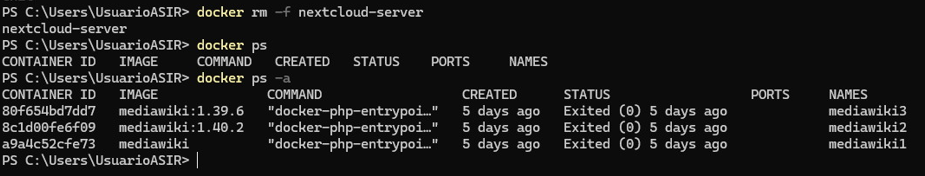 PS C:\Users\UsuarioASIR> docker rm -f nextcloud-server
nextcloud-server
PS C:\Users\UsuarioASIR> docker ps
CONTAINER ID   IMAGE     COMMAND   CREATED   STATUS    PORTS     NAMES
PS C:\Users\UsuarioASIR> docker ps -a
CONTAINER ID   IMAGE              COMMAND                  CREATED      STATUS                  PORTS     NAMES
80f654bd7dd7   mediawiki:1.39.6   "docker-php-entrypoi…"   5 days ago   Exited (0) 5 days ago             mediawiki3
8c1d00fe6f09   mediawiki:1.40.2   "docker-php-entrypoi…"   5 days ago   Exited (0) 5 days ago             mediawiki2
a9a4c52cfe73   mediawiki          "docker-php-entrypoi…"   5 days ago   Exited (0) 5 days ago             mediawiki1
PS C:\Users\UsuarioASIR>